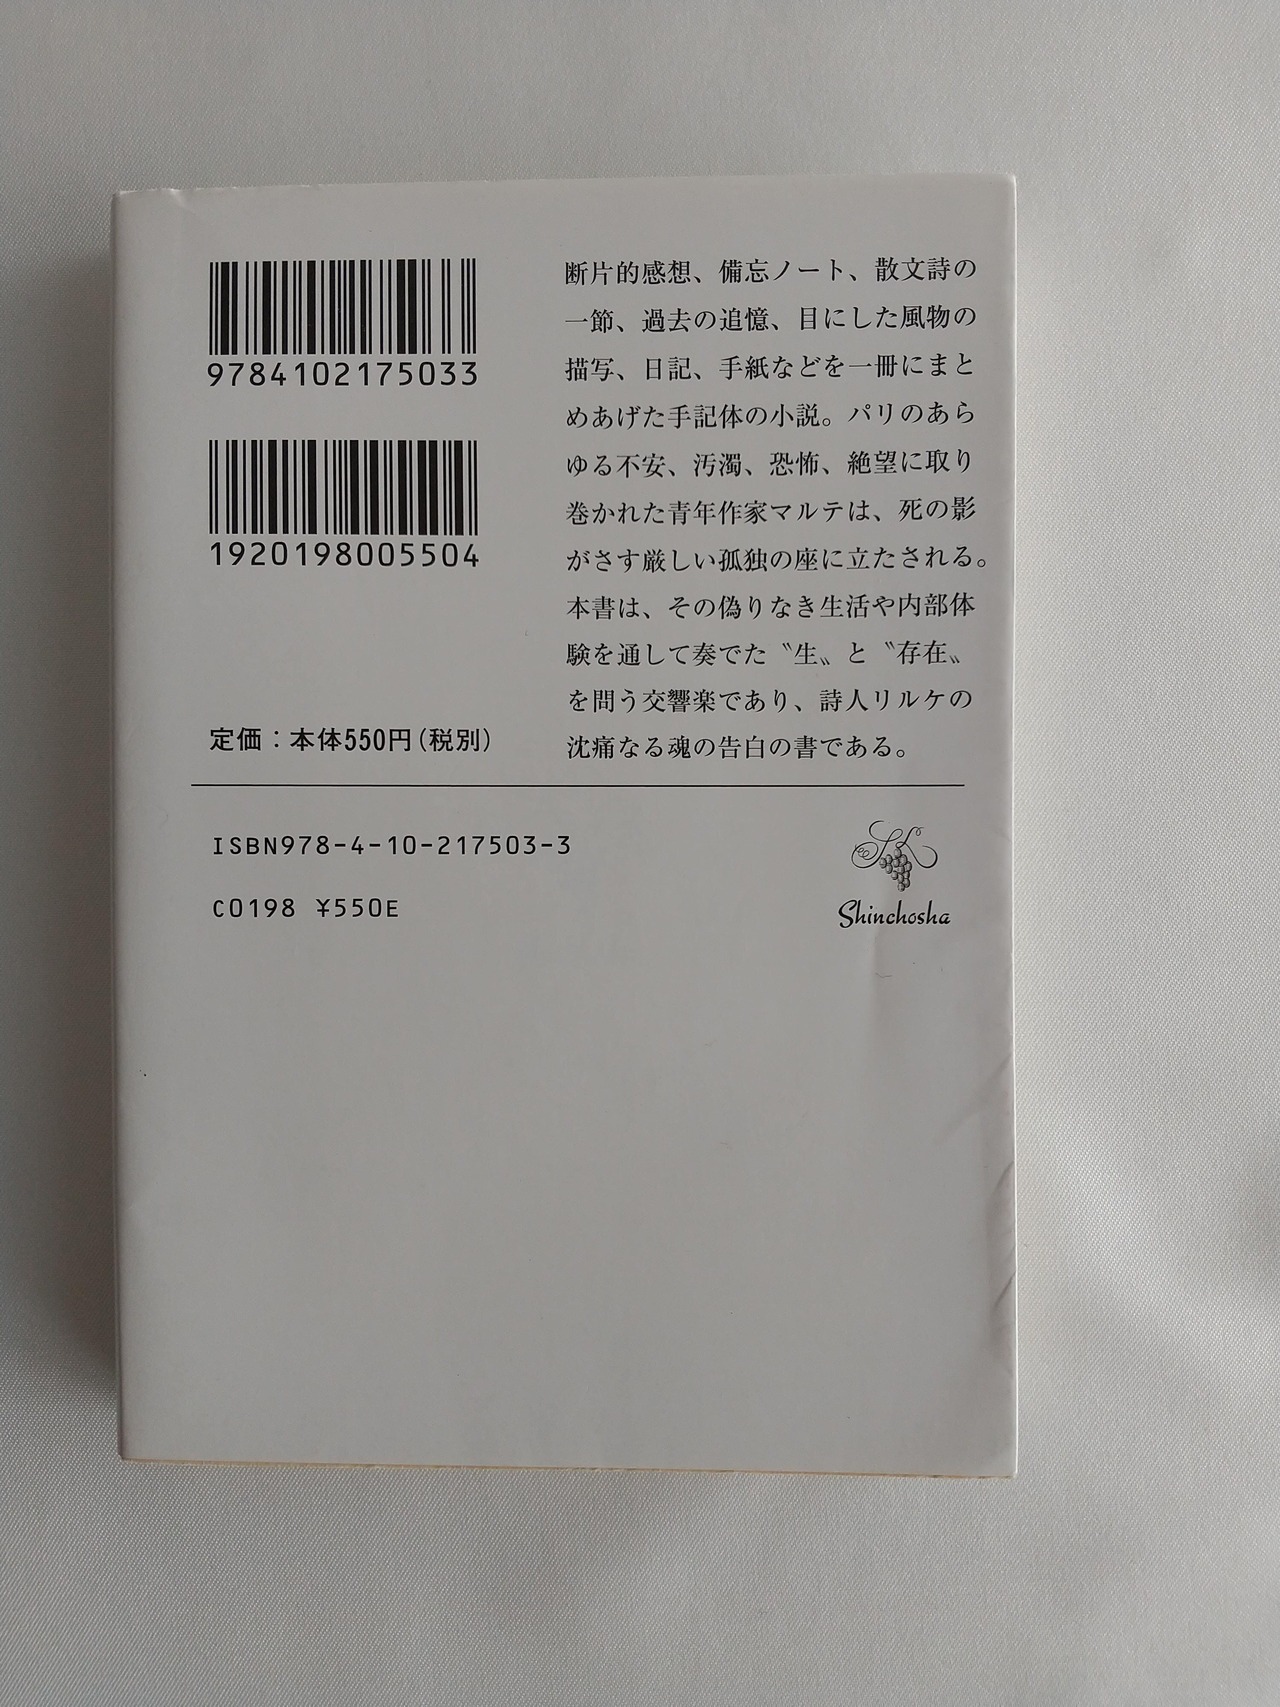 9784102175033
1920198005504
定価：本体550円(税別)
断片的感想、備忘ノート、散文詩の
一節、過去の追憶、目にした風物の
描写、日記、手紙などを一冊にまと
めあげた手記体の小説。パリのあら
ゆる不安、汚濁、恐怖、絶望に取り
巻かれた青年作家マルテは、死の影
がさす厳しい孤独の座に立たされる。
本書は、その偽りなき生活や内部体
験を通して奏でた〝生〟と〝存在〟
を問う交響楽であり、詩人リルケの
沈痛なる魂の告白の書である。
ISBN978-4-10-217503-3
C0198 ¥550E
Shinchosha